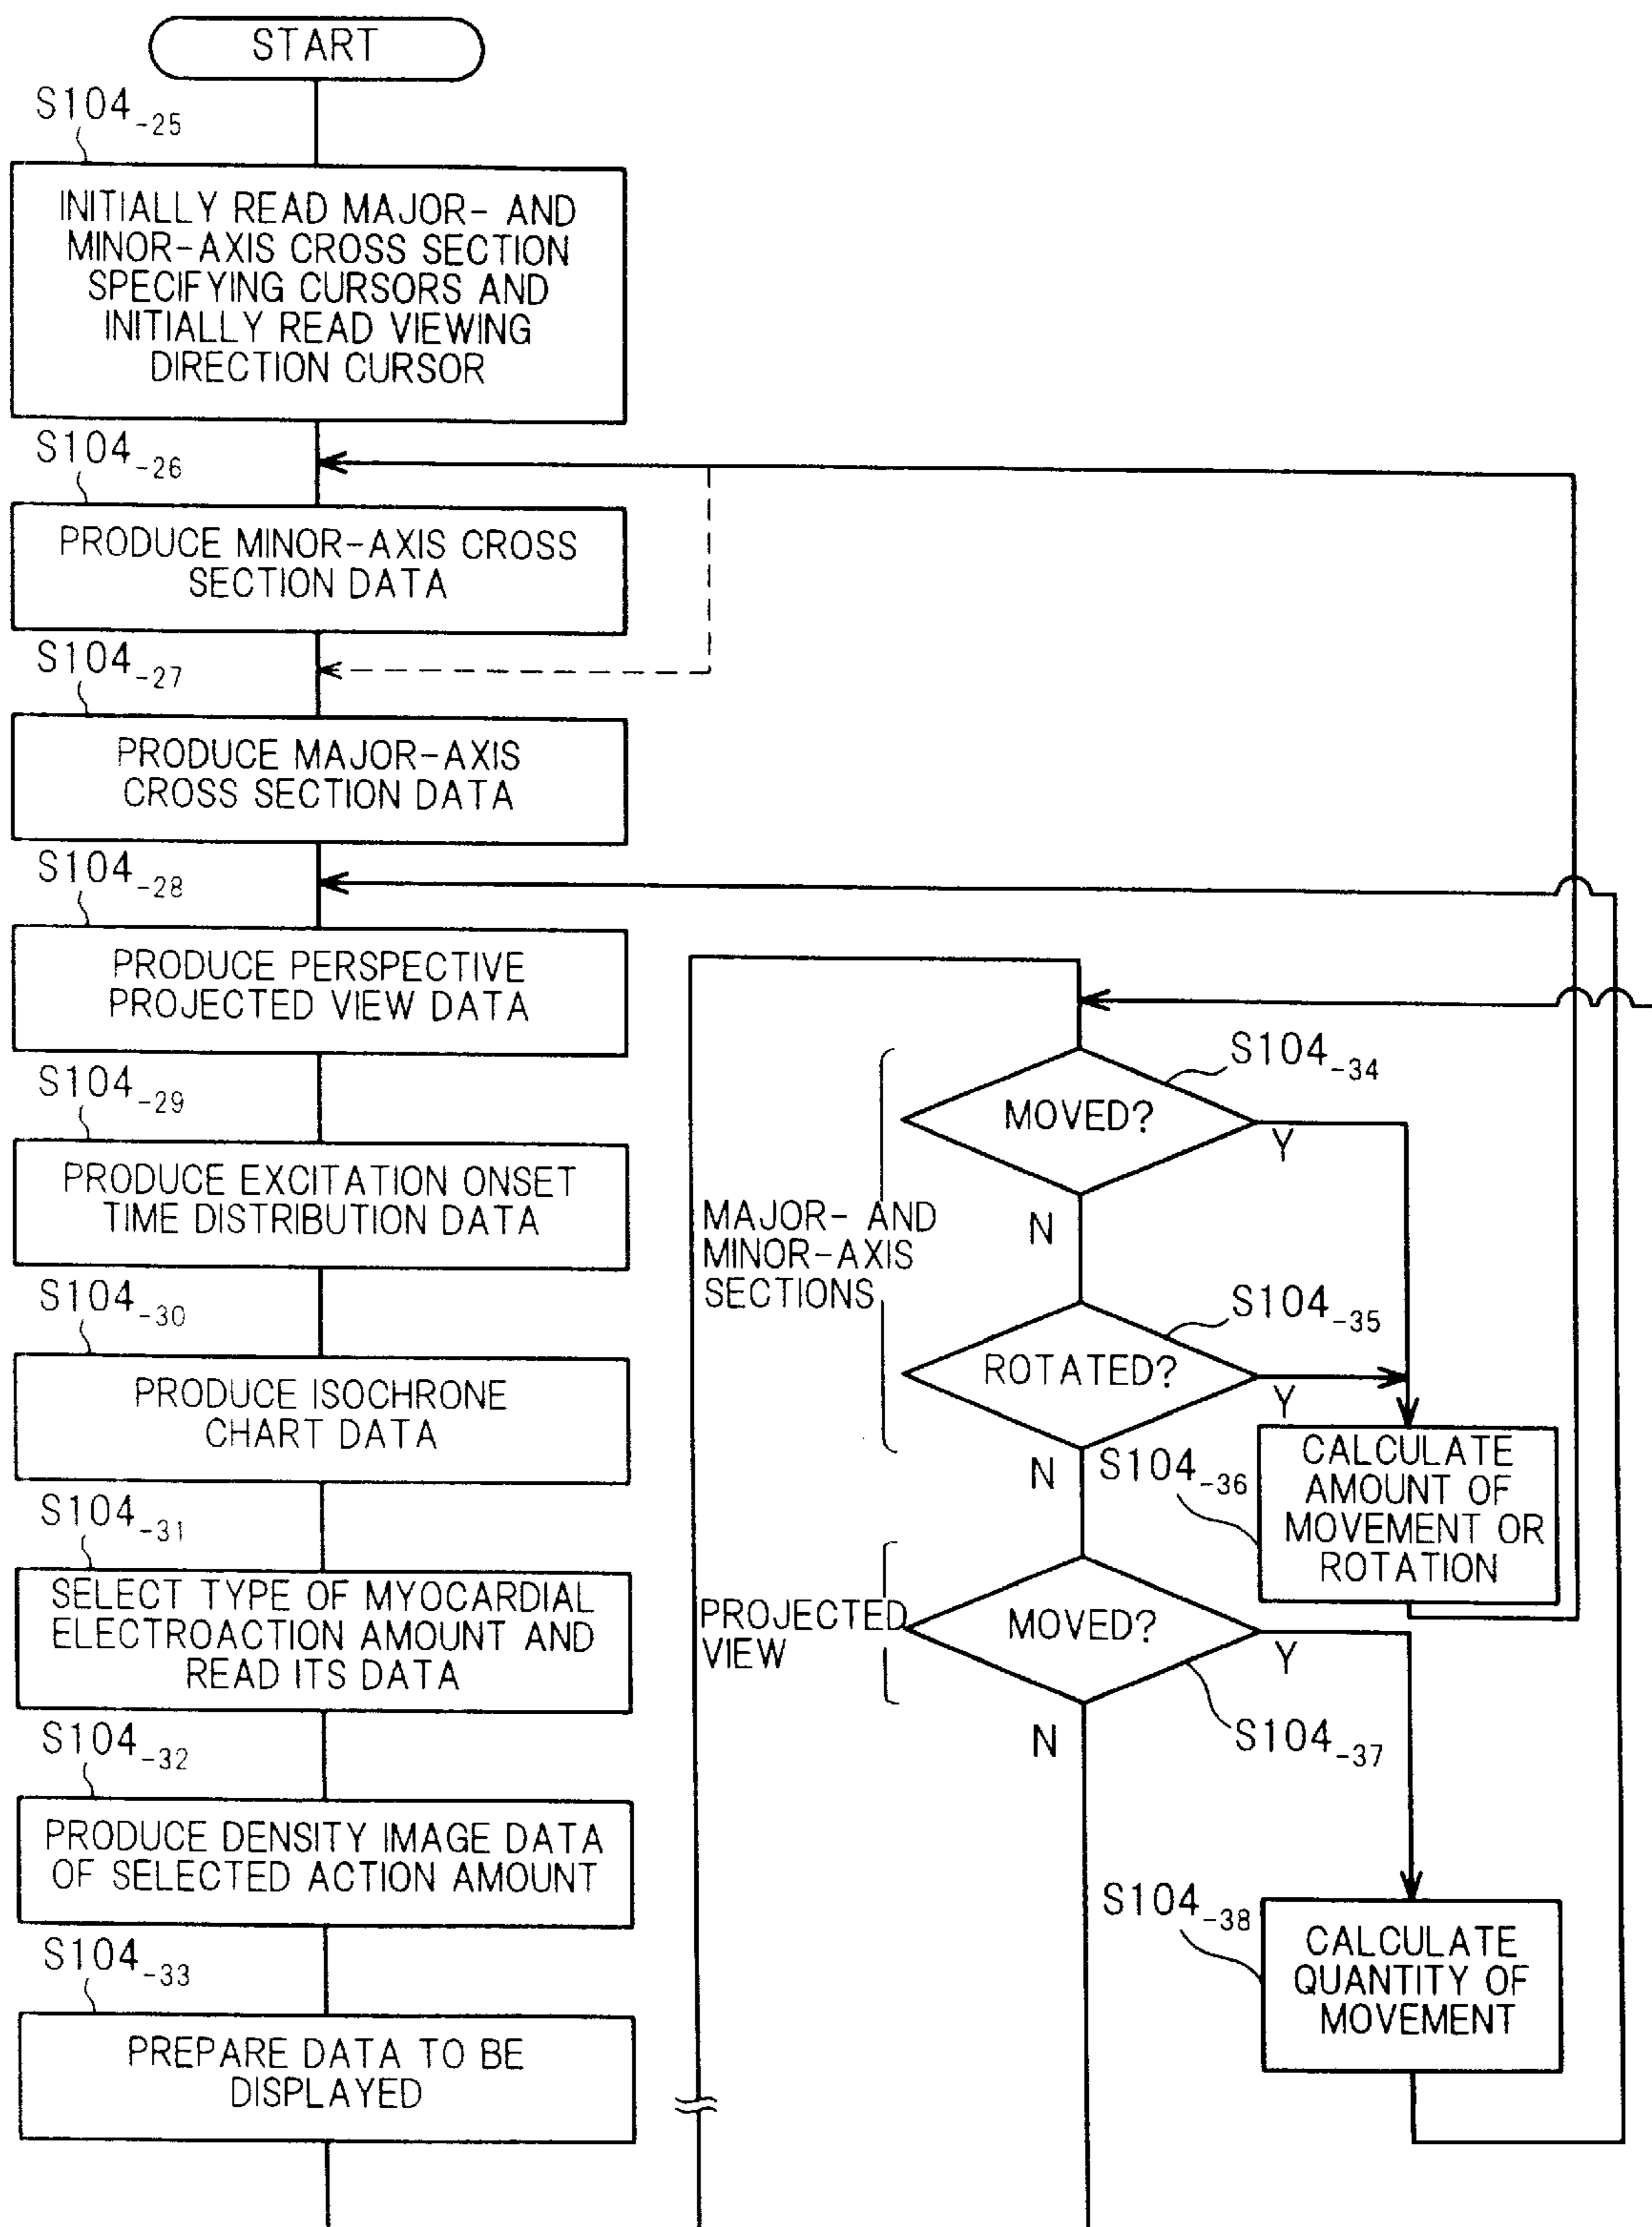 START
S104-25
INITIALLY READ MAJOR- AND
MINOR-AXIS CROSS SECTION
SPECIFYING CURSORS AND
INITIALLY READ VIEWING
DIRECTION CURSOR
S104-26
PRODUCE MINOR-AXIS CROSS
SECTION DATA
S104-27
PRODUCE MAJOR-AXIS
CROSS SECTION DATA
S104-28
PRODUCE PERSPECTIVE
PROJECTED VIEW DATA
S104-29
PRODUCE EXCITATION ONSET
TIME DISTRIBUTION DATA
S104-30
PRODUCE ISOCHRONE
CHART DATA
S104-31
SELECT TYPE OF MYOCARDIAL
ELECTROACTION AMOUNT AND
READ ITS DATA
S104-32
PRODUCE DENSITY IMAGE DATA
OF SELECTED ACTION AMOUNT
S104-33
PREPARE DATA TO BE
DISPLAYED
MAJOR- AND
MINOR-AXIS
SECTIONS
S104-34
MOVED?
Y
N
S104-35
ROTATED?
Y
N
S104-36
CALCULATE
AMOUNT OF
MOVEMENT OR
ROTATION
PROJECTED
VIEW
MOVED?
Y
N
S104-37
S104-38
CALCULATE
QUANTITY OF
MOVEMENT